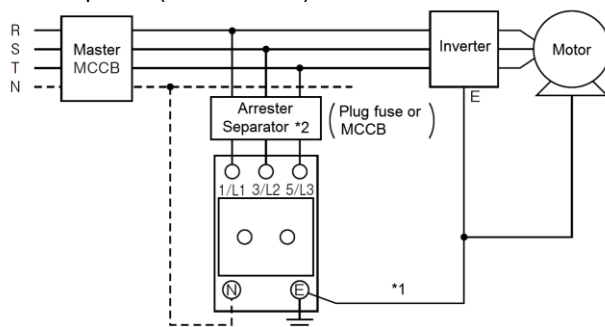 R
S
T
N
Master
MCCB
Inverter
Motor
E
Arrester
Separator *2
(Plug fuse or
MCCB)
1/L1 3/L2 5/L3
N
E
*1